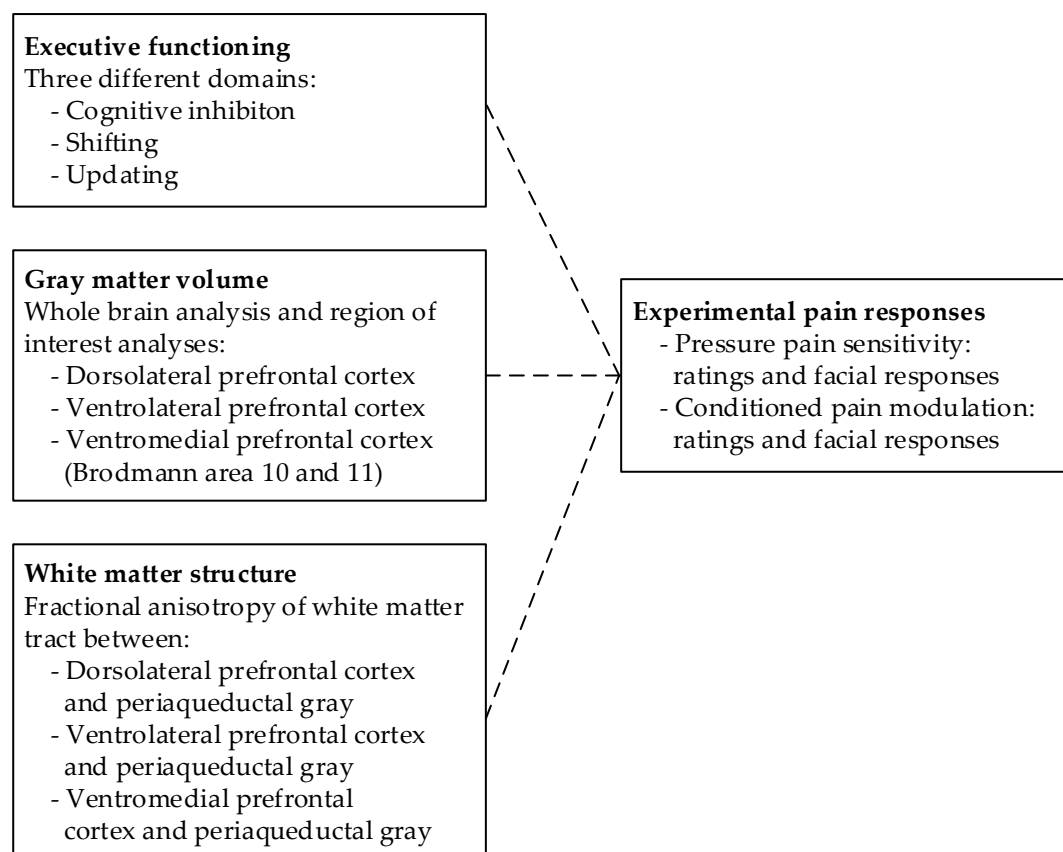 Executive functioning
Three different domains:
- Cognitive inhibiton
- Shifting
- Updating
Gray matter volume
Whole brain analysis and region of
interest analyses:
- Dorsolateral prefrontal cortex
- Ventrolateral prefrontal cortex
- Ventromedial prefrontal cortex
(Brodmann area 10 and 11)
White matter structure
Fractional anisotropy of white matter
tract between:
- Dorsolateral prefrontal cortex
and periaqueductal gray
- Ventrolateral prefrontal cortex
and periaqueductal gray
- Ventromedial prefrontal
cortex and periaqueductal gray
Experimental pain responses
- Pressure pain sensitivity:
ratings and facial responses
- Conditioned pain modulation:
ratings and facial responses